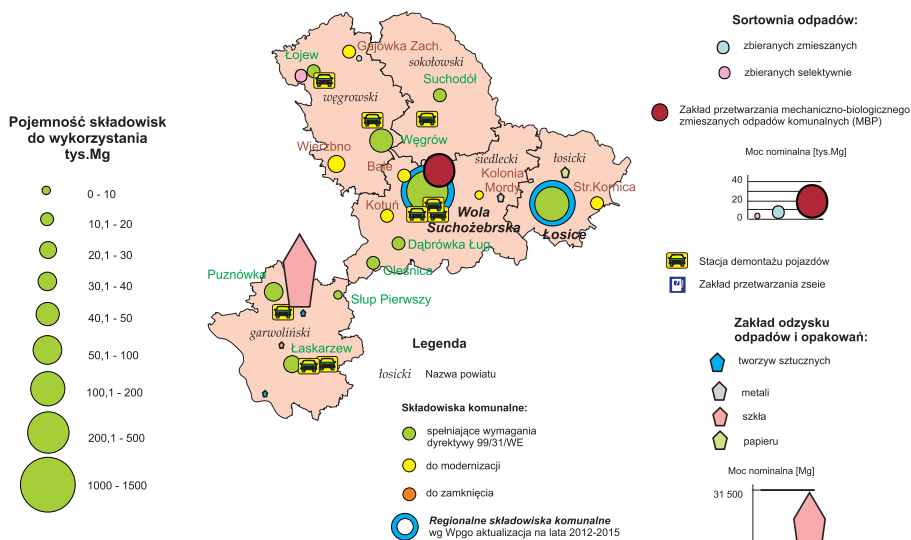 Pojemność składowisk
do wykorzystania
tys.Mg
0 - 10
10,1 - 20
20,1 - 30
30,1 - 40
40,1 - 50
50,1 - 100
100,1 - 200
200,1 - 500
1000 - 1500
Gajówka Zach.
Łojew
sokołowski
Suchodół
węgrowski
Węgrów
Wierzbno
Bale
siedlecki
łosicki
Kolonia
Mordy
Str.Kornica
Kotuń
Wola
Suchożebrska
Łosice
Dąbrówka Ług.
Oleśnica
Puznówka
Słup Pierwszy
garwoliński
Łaskarzew
Legenda
łosicki Nazwa powiatu
Składowiska komunalne:
spełniające wymagania
dyrektywy 99/31/WE
do modernizacji
do zamknięcia
Regionalne składowiska komunalne
wg Wpgo aktualizacja na lata 2012-2015
Sortownia odpadów:
zbieranych zmieszanych
zbieranych selektywnie
Zakład przetwarzania mechaniczno-biologicznego
zmieszanych odpadów komunalnych (MBP)
Moc nominalna [tys.Mg]
40
20
0
Stacja demontażu pojazdów
Zakład przetwarzania zseie
Zakład odzysku
odpadów i opakowań:
tworzyw sztucznych
metali
szkła
papieru
Moc nominalna [Mg]
31 500